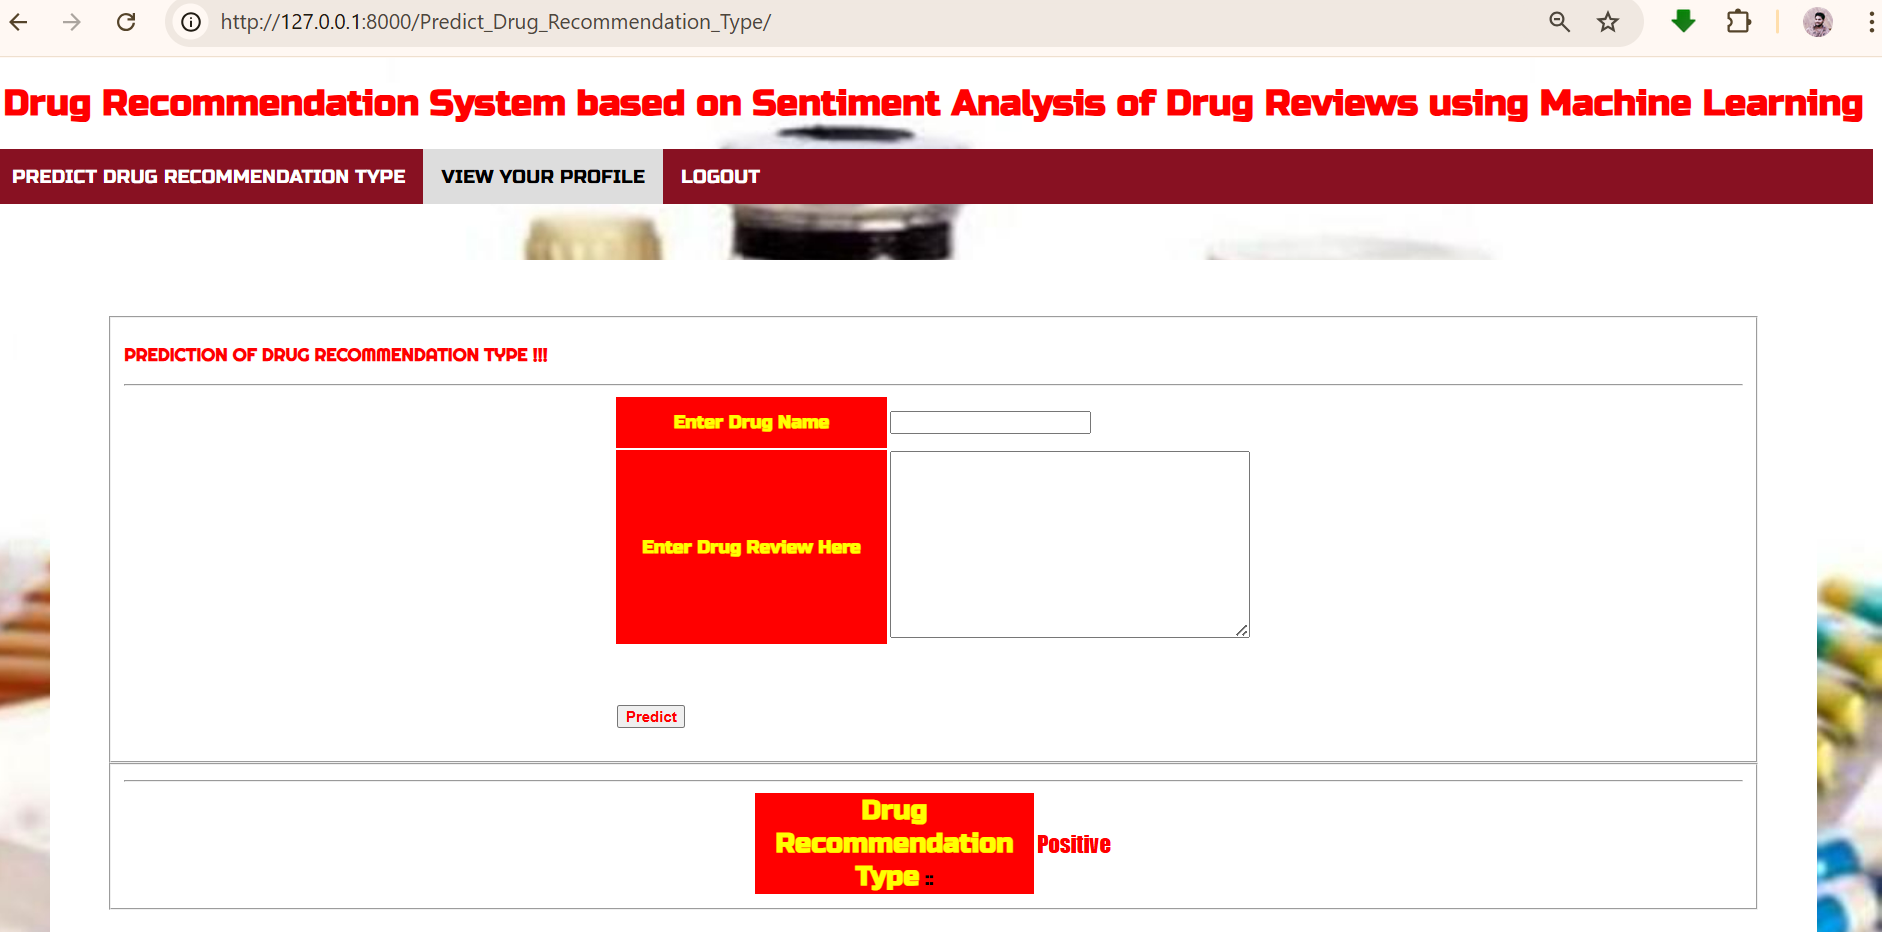 http://127.0.0.1:8000/Predict_Drug_Recommendation_Type/
Drug Recommendation System based on Sentiment Analysis of Drug Reviews using Machine Learning
PREDICT DRUG RECOMMENDATION TYPE VIEW YOUR PROFILE LOGOUT
PREDICTION OF DRUG RECOMMENDATION TYPE !!!
Enter Drug Name
Enter Drug Review Here
Predict
Drug
Recommendation Positive
Type ::